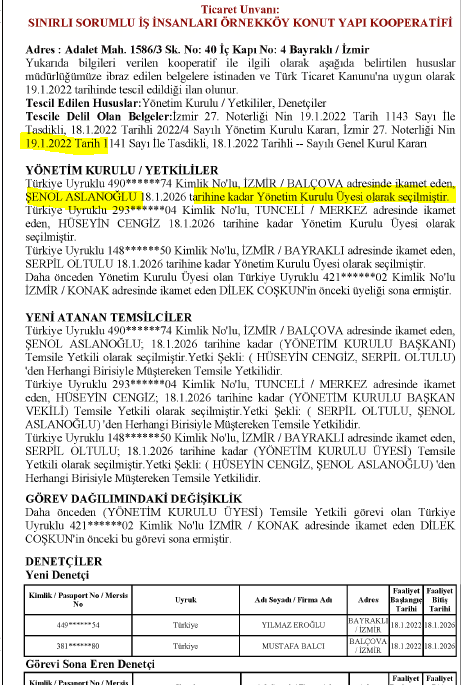 Ticaret Unvanı:
SINIRLI SORUMLU İŞ İNSANLARI ÖRNEKKÖY KONUT YAPI KOOPERATİFİ
Adres : Adalet Mah. 1586/3 Sk. No: 40 İç Kapı No: 4 Bayraklı / İzmir
Yukarıda bilgileri verilen kooperatif ile ilgili olarak aşağıda belirtilen hususlar
müdürlüğümüze ibraz edilen belgelere istinaden ve Türk Ticaret Kanunu'na uygun olarak
19.1.2022 tarihinde tescil edildiği ilan olunur.
Tescil Edilen Hususlar:Yönetim Kurulu / Yetkililer, Denetçiler
Tescile Delil Olan Belgeler:İzmir 27. Noterliği Nin 19.1.2022 Tarih 1143 Sayı İle
Tasdikli, 18.1.2022 Tarihli 2022/4 Sayılı Yönetim Kurulu Kararı, İzmir 27. Noterliği Nin
19.1.2022 Tarih 1141 Sayı İle Tasdikli, 18.1.2022 Tarihli -- Sayılı Genel Kurul Kararı
YÖNETİM KURULU / YETKİLİLER
Türkiye Uyruklu 490******74 Kimlik No'lu, İZMİR / BALÇOVA adresinde ikamet eden,
ŞENOL ASLANOĞLU 18.1.2026 tarihine kadar Yönetim Kurulu Üyesi olarak seçilmiştir.
Türkiye Uyruklu 293******04 Kimlik No'lu, TUNCELİ / MERKEZ adresinde ikamet
eden, HÜSEYİN CENGİZ 18.1.2026 tarihine kadar Yönetim Kurulu Üyesi olarak
seçilmiştir.
Türkiye Uyruklu 148******50 Kimlik No'lu, İZMİR / BAYRAKLI adresinde ikamet eden,
SERPİL OLTULU 18.1.2026 tarihine kadar Yönetim Kurulu Üyesi olarak seçilmiştir.
Daha önceden Yönetim Kurulu Üyesi olan Türkiye Uyruklu 421******02 Kimlik No'lu
İZMİR / KONAK adresinde ikamet eden DİLEK COŞKUN'in önceki üyeliği sona ermiştir.
YENİ ATANAN TEMSİLCİLER
Türkiye Uyruklu 490******74 Kimlik No'lu, İZMİR / BALÇOVA adresinde ikamet eden,
ŞENOL ASLANOĞLU; 18.1.2026 tarihine kadar (YÖNETİM KURULU BAŞKANI)
Temsile Yetkili olarak seçilmiştir.Yetki Şekli: ( HÜSEYİN CENGİZ, SERPİL OLTULU)
'den Herhangi Birisiyle Müştereken Temsile Yetkilidir.
Türkiye Uyruklu 293******04 Kimlik No'lu, TUNCELİ / MERKEZ adresinde ikamet
eden, HÜSEYİN CENGİZ; 18.1.2026 tarihine kadar (YÖNETİM KURULU BAŞKAN
VEKİLİ) Temsile Yetkili olarak seçilmiştir.Yetki Şekli: ( SERPİL OLTULU, ŞENOL
ASLANOĞLU) 'den Herhangi Birisiyle Müştereken Temsile Yetkilidir.
Türkiye Uyruklu 148******50 Kimlik No'lu, İZMİR / BAYRAKLI adresinde ikamet eden,
SERPİL OLTULU; 18.1.2026 tarihine kadar (YÖNETİM KURULU ÜYESİ) Temsile
Yetkili olarak seçilmiştir.Yetki Şekli: ( HÜSEYİN CENGİZ, ŞENOL ASLANOĞLU) 'den
Herhangi Birisiyle Müştereken Temsile Yetkilidir.
GÖREV DAĞILIMINDAKİ DEĞİŞİKLİK
Daha önceden (YÖNETİM KURULU ÜYESİ) Temsile Yetkili görevi olan Türkiye
Uyruklu 421******02 Kimlik No'lu İZMİR / KONAK adresinde ikamet eden DİLEK
COŞKUN'in önceki bu görevi sona ermiştir.
DENETÇİLER
Yeni Denetçi
Kimlik No / Pasaport No / Mersis No Uyruk Adı Soyadı / Firma Adı Adres Faaliyet Başlangıç Tarihi Faaliyet Bitiş Tarihi
449******54 Türkiye YILMAZ EROĞLU BAYRAKLI / İZMİR 18.1.2022 18.1.2026
381******80 Türkiye MUSTAFA BALCI BALÇOVA / İZMİR 18.1.2022 18.1.2026
Görevi Sona Eren Denetçi
Kimlik No / Pasaport No / Mersis Faaliyet Faaliyet